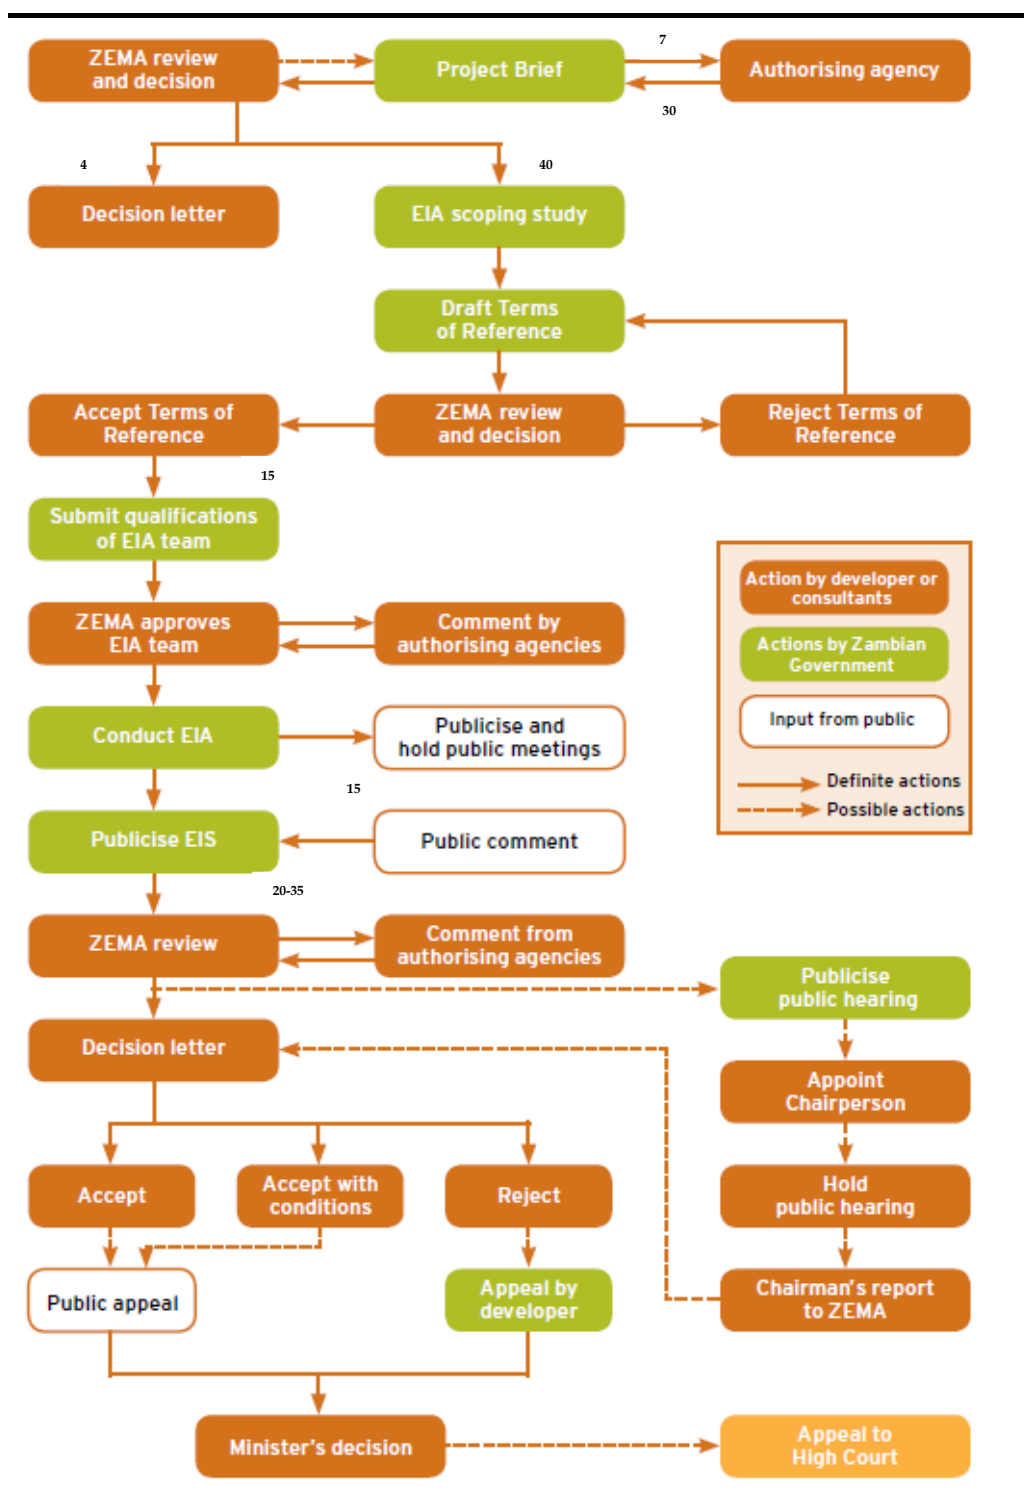 ZEMA review
and decision
Project Brief
7
Authorising agency
30
4
40
Decision letter
EIA scoping study
Draft Terms
of Reference
Accept Terms of
Reference
ZEMA review
and decision
Reject Terms of
Reference
15
Submit qualifications
of EIA team
Action by developer or
consultants
Actions by Zambian
Government
Input from public
Definite actions
Possible actions
ZEMA approves
EIA team
Comment by
authorising agencies
Conduct EIA
Publicise and
hold public meetings
15
Publicise EIS
Public comment
20-35
ZEMA review
Comment from
authorising agencies
Publicise
public hearing
Decision letter
Appoint
Chairperson
Accept
Accept with
conditions
Reject
Hold
public hearing
Public appeal
Appeal by
developer
Chairman's report
to ZEMA
Minister's decision
Appeal to
High Court